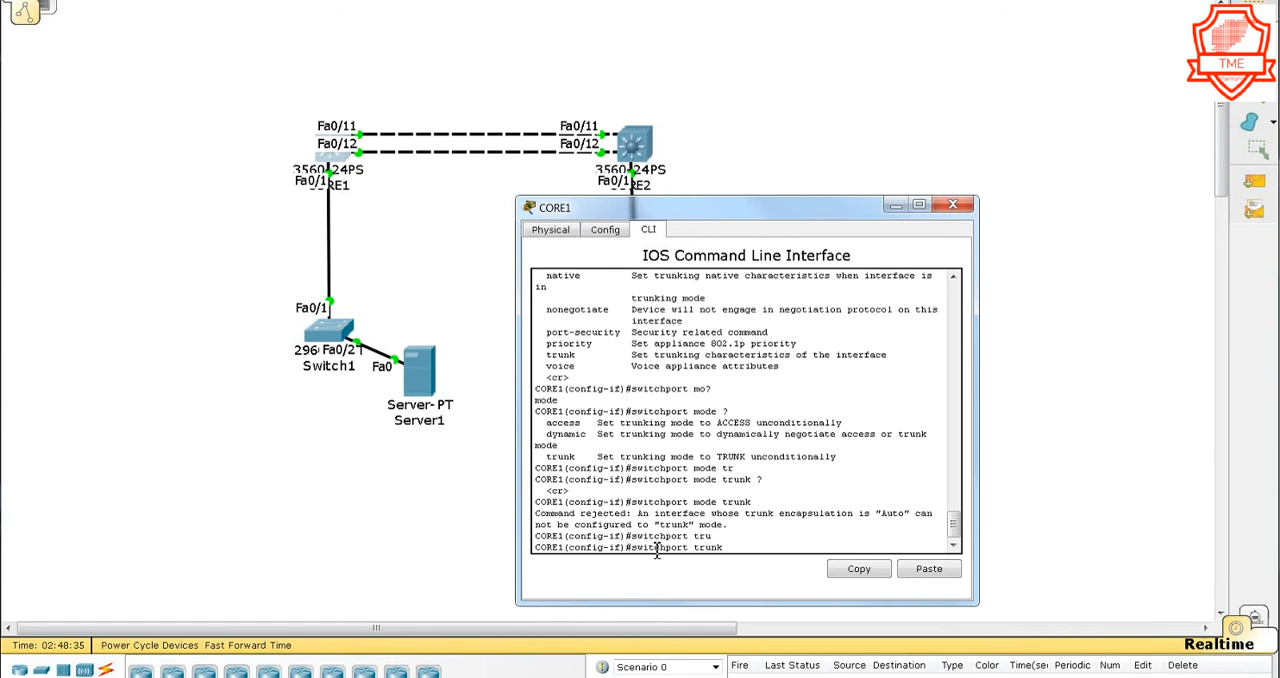 TME
Fa0/11
Fa0/11
Fa0/12
Fa0/12
3560-24PS
3560-24PS
Fa0/1
RE1
Fa0/1
RE2
CORE1
Physical
Config
CLI
IOS Command Line Interface
native Set trunking native characteristics when interface is
in
trunking mode
nonegotiate Device will not engage in negotiation protocol on this
interface
port-security Security related command
priority Set appliance 802.1p priority
trunk Set trunking characteristics of the interface
voice Voice appliance attributes
<cr>
CORE1(config-if)#switchport mo?
mode
CORE1(config-if)#switchport mode ?
access Set trunking mode to ACCESS unconditionally
dynamic Set trunking mode to dynamically negotiate access or trunk
mode
trunk Set trunking mode to TRUNK unconditionally
CORE1(config-if)#switchport mode tr
CORE1(config-if)#switchport mode trunk ?
<cr>
CORE1(config-if)#switchport mode trunk
Command rejected: An interface whose trunk encapsulation is "Auto" can
not be configured to "trunk" mode.
CORE1(config-if)#switchport tru
CORE1(config-if)#switchport trunk
Copy
Paste
Fa0/1
296
Fa0/2
Switch1
Fa0
Server-PT
Server1
Time: 02:48:35
Power Cycle Devices Fast Forward Time
Realtime
Scenario 0
Fire Last Status Source Destination Type Color Time(sec Periodic Num Edit Delete